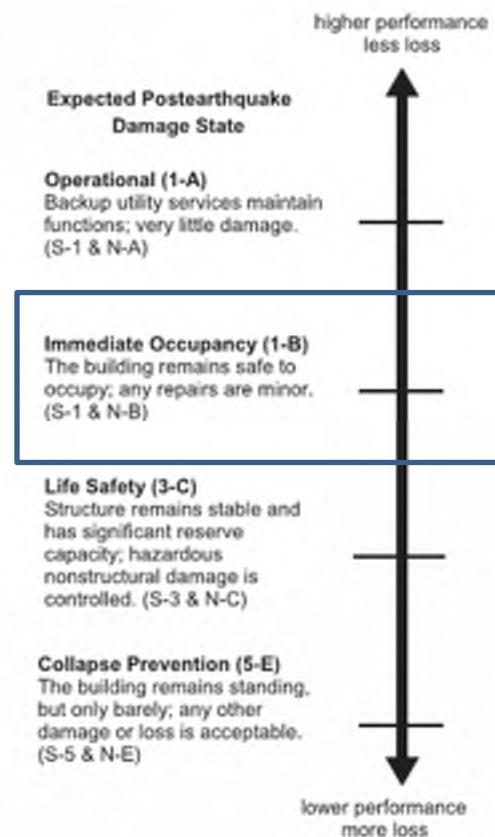 higher performance
less loss
Expected Postearthquake
Damage State
Operational (1-A)
Backup utility services maintain
functions; very little damage.
(S-1 & N-A)
Immediate Occupancy (1-B)
The building remains safe to
occupy; any repairs are minor.
(S-1 & N-B)
Life Safety (3-C)
Structure remains stable and
has significant reserve
capacity; hazardous
nonstructural damage is
controlled. (S-3 & N-C)
Collapse Prevention (5-E)
The building remains standing,
but only barely; any other
damage or loss is acceptable.
(S-5 & N-E)
lower performance
more loss